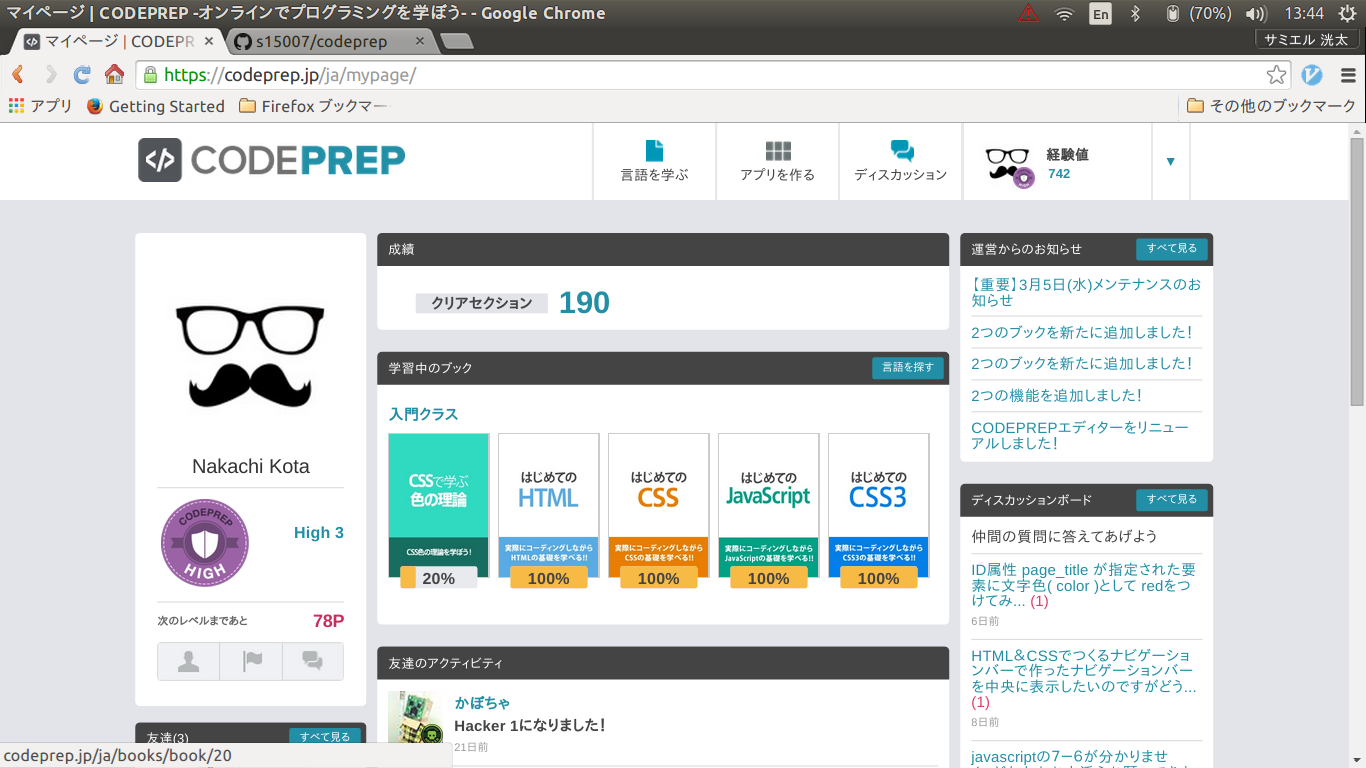 マイページ | CODEPREP -オンラインでプログラミングを学ぼう- - Google Chrome
En
(70%)
13:44
マイページ | CODEPR
s15007/codeprep
サミエル 洸太
https://codeprep.jp/ja/mypage/
アプリ
Getting Started
Firefox ブックマー
その他のブックマーク
CODEPREP
言語を学ぶ
アプリを作る
ディスカッション
経験値
742
HIGH
Nakachi Kota
CODEPREP
HIGH
High 3
次のレベルまであと
78P
友達(3)
すべて見る
成績
クリアセクション
190
学習中のブック
言語を探す
入門クラス
CSSで学ぶ
色の理論
CSS色の理論を学ぼう!
20%
はじめての
HTML
実際にコーディングしながら
HTMLの基礎を学べる!!
100%
はじめての
CSS
実際にコーディングしながら
CSSの基礎を学べる!!
100%
はじめての
JavaScript
実際にコーディングしながら
JavaScriptの基礎を学べる!!
100%
はじめての
CSS3
実際にコーディングしながら
CSS3の基礎を学べる!!
100%
友達のアクティビティ
かぼちゃ
Hacker 1になりました!
21日前
運営からのお知らせ
すべて見る
【重要】3月5日(水)メンテナンスのお
知らせ
2つのブックを新たに追加しました!
2つのブックを新たに追加しました!
2つの機能を追加しました!
CODEPREPエディターをリニュー
アルしました!
ディスカッションボード
すべて見る
仲間の質問に答えてあげよう
ID属性 page_title が指定された要
素に文字色( color )として redをつ
けてみ... (1)
6日前
HTML＆CSSでつくるナビゲーショ
ンバーで作ったナビゲーションバー
を中央に表示したいのですがどう...
(1)
8日前
javascriptの7ー6が分かりませ
codeprep.jp/ja/books/book/20